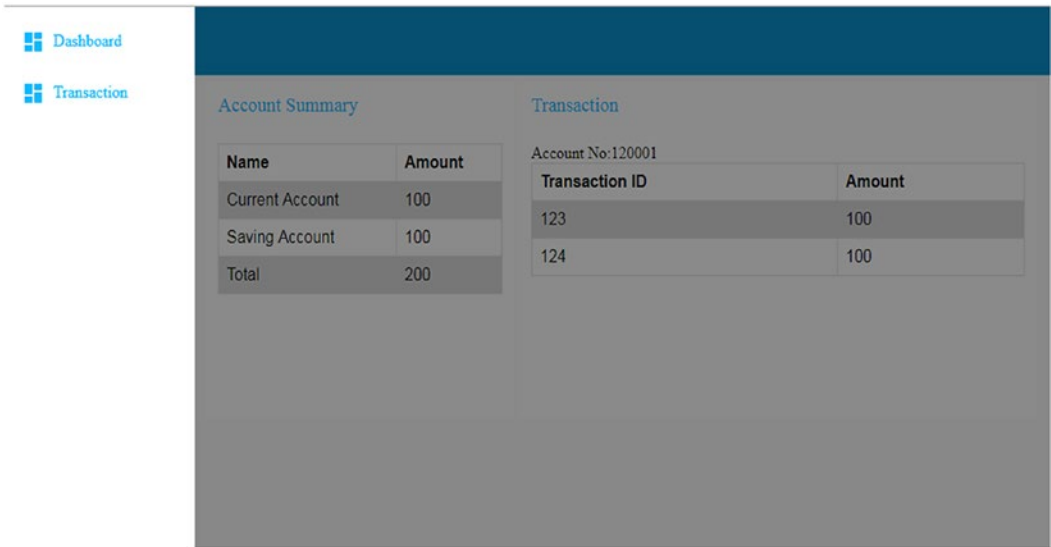 Dashboard
Transaction
Account Summary
Name Amount
Current Account 100
Saving Account 100
Total 200
Transaction
Account No:120001
Transaction ID Amount
123 100
124 100